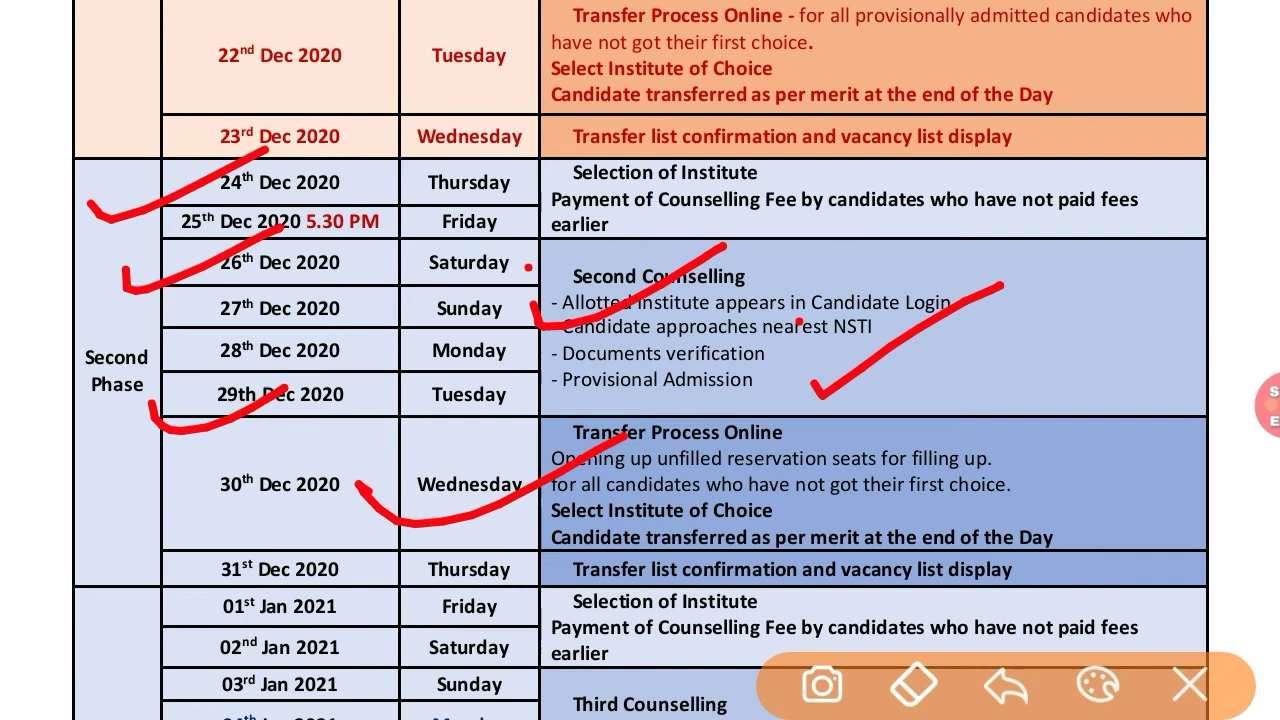 Transfer Process Online - for all provisionally admitted candidates who
have not got their first choice.
Select Institute of Choice
Candidate transferred as per merit at the end of the Day
22nd Dec 2020 Tuesday
23rd Dec 2020 Wednesday Transfer list confirmation and vacancy list display
Second
Phase
24th Dec 2020 Thursday
25th Dec 2020 5.30 PM Friday
Selection of Institute
Payment of Counselling Fee by candidates who have not paid fees
earlier
26th Dec 2020 Saturday
27th Dec 2020 Sunday
28th Dec 2020 Monday
29th Dec 2020 Tuesday
Second Counselling
- Allotted institute appears in Candidate Login
- Candidate approaches nearest NSTI
- Documents verification
- Provisional Admission
30th Dec 2020 Wednesday
Transfer Process Online
Opening up unfilled reservation seats for filling up.
for all candidates who have not got their first choice.
Select Institute of Choice
Candidate transferred as per merit at the end of the Day
31st Dec 2020 Thursday Transfer list confirmation and vacancy list display
01st Jan 2021 Friday
02nd Jan 2021 Saturday
Selection of Institute
Payment of Counselling Fee by candidates who have not paid fees
earlier
03rd Jan 2021 Sunday
Third Counselling
S
E